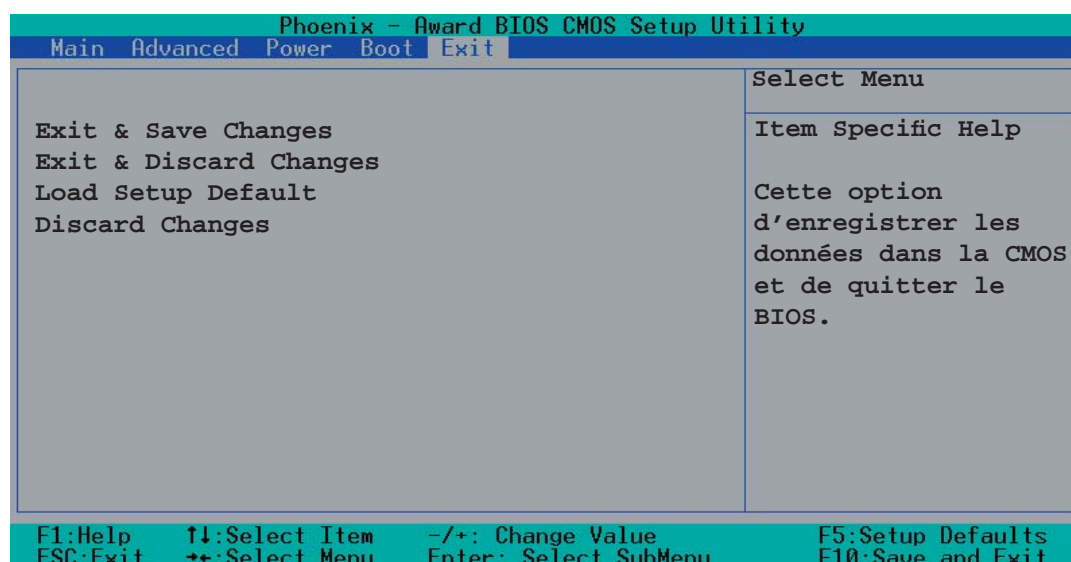 Phoenix - Award BIOS CMOS Setup Utility
Main Advanced Power Boot Exit
Select Menu
Exit & Save Changes
Exit & Discard Changes
Load Setup Default
Discard Changes
Item Specific Help
Cette option
d'enregistrer les
données dans la CMOS
et de quitter le
BIOS.
F1:Help ↑↓:Select Item -/+: Change Value F5:Setup Defaults
ESC:Exit →←:Select Menu Enter: Select SubMenu F10:Save and Exit